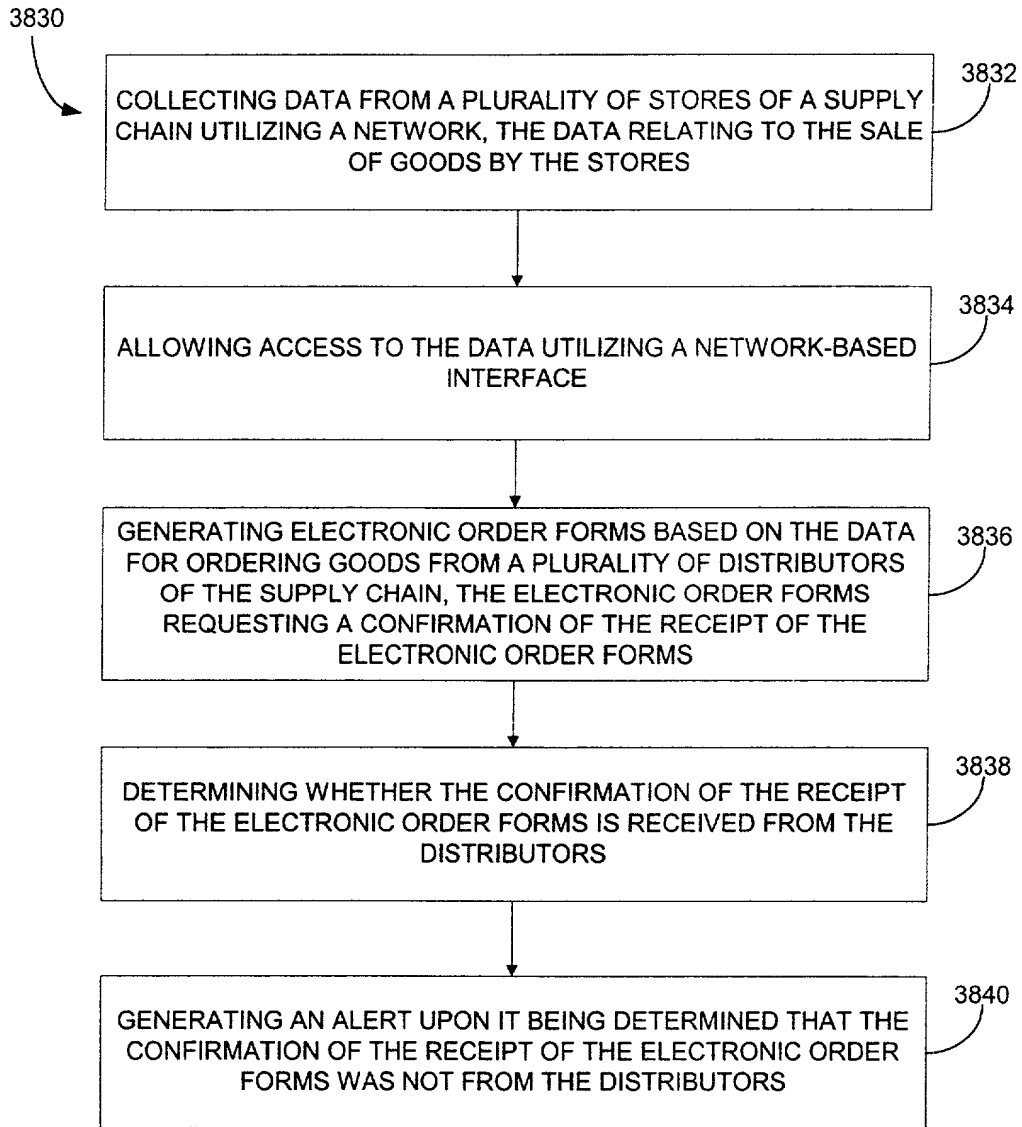 3830
3832
COLLECTING DATA FROM A PLURALITY OF STORES OF A SUPPLY
CHAIN UTILIZING A NETWORK, THE DATA RELATING TO THE SALE
OF GOODS BY THE STORES
3834
ALLOWING ACCESS TO THE DATA UTILIZING A NETWORK-BASED
INTERFACE
3836
GENERATING ELECTRONIC ORDER FORMS BASED ON THE DATA
FOR ORDERING GOODS FROM A PLURALITY OF DISTRIBUTORS
OF THE SUPPLY CHAIN, THE ELECTRONIC ORDER FORMS
REQUESTING A CONFIRMATION OF THE RECEIPT OF THE
ELECTRONIC ORDER FORMS
3838
DETERMINING WHETHER THE CONFIRMATION OF THE RECEIPT
OF THE ELECTRONIC ORDER FORMS IS RECEIVED FROM THE
DISTRIBUTORS
3840
GENERATING AN ALERT UPON IT BEING DETERMINED THAT THE
CONFIRMATION OF THE RECEIPT OF THE ELECTRONIC ORDER
FORMS WAS NOT FROM THE DISTRIBUTORS